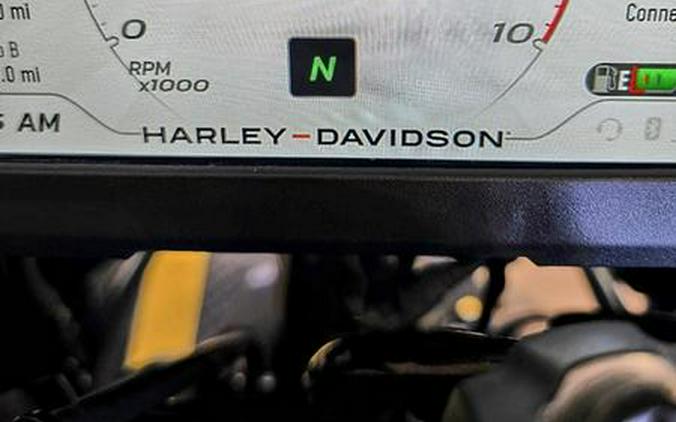 0 mi
0
10
Conne
B
.0 mi
RPM
x1000
N
E
AM
HARLEY-DAVIDSON